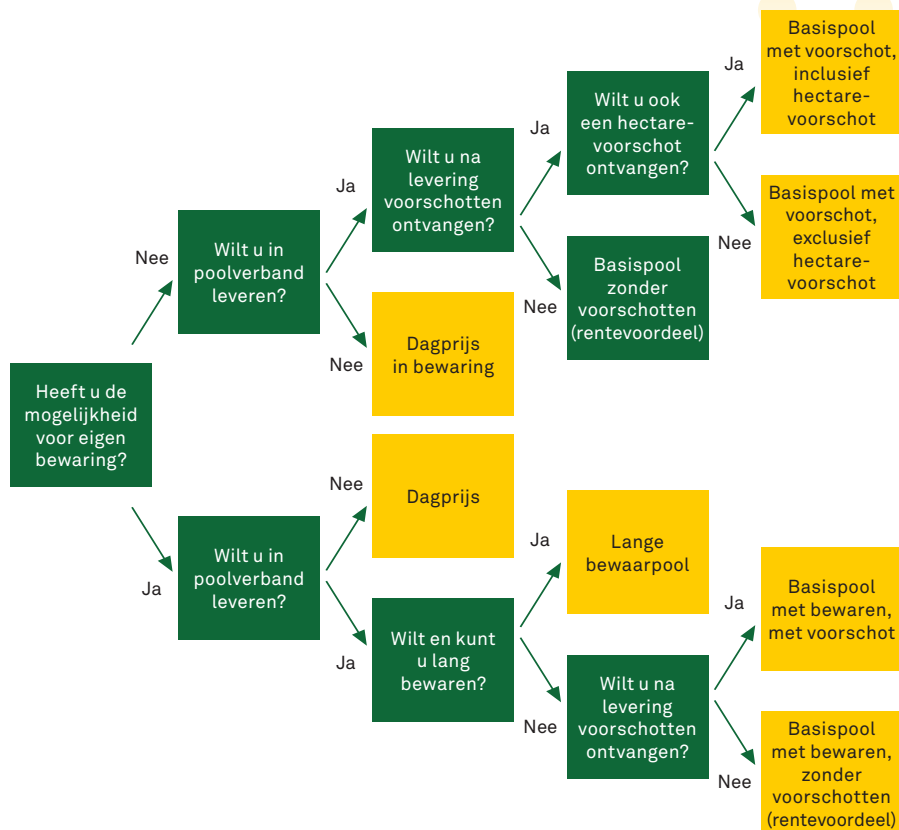 Heeft u de
mogelijkheid
voor eigen
bewaring?
Nee
Wilt u in
poolverband
leveren?
Ja
Wilt u na
levering
voorschotten
ontvangen?
Ja
Wilt u ook
een hectare-
voorschot
ontvangen?
Ja
Basispool
met voorschot,
inclusief
hectare-
voorschot
Nee
Basispool met
voorschot,
exclusief
hectare-
voorschot
Nee
Basispool
zonder
voorschotten
(rentevoordeel)
Nee
Dagprijs
in bewaring
Ja
Wilt u in
poolverband
leveren?
Nee
Dagprijs
Ja
Wilt en kunt
u lang
bewaren?
Ja
Lange
bewaarpool
Nee
Wilt u na
levering
voorschotten
ontvangen?
Ja
Basispool
met bewaren,
met voorschot
Nee
Basispool
met bewaren,
zonder
voorschotten
(rentevoordeel)